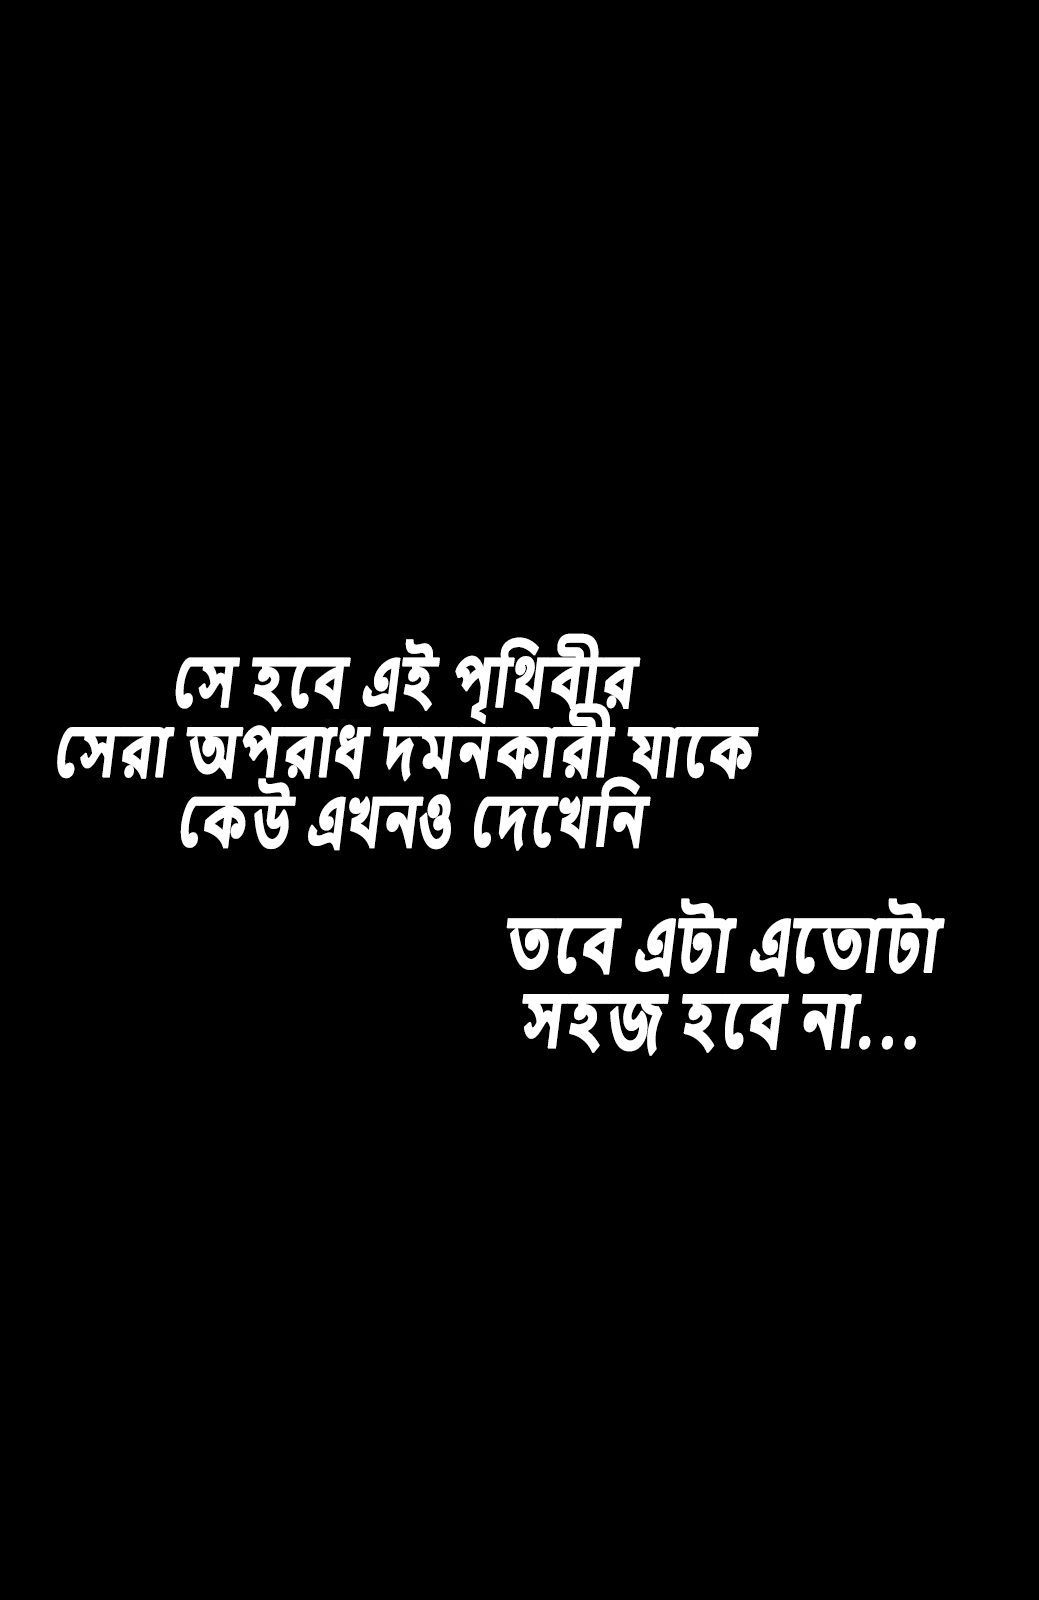 সে হবে এই পৃথিবীর
সেরা অপরাধ দমনকারী যাকে
কেউ এখনও দেখেনি
তবে এটা এতোটা
সহজ হবে না...